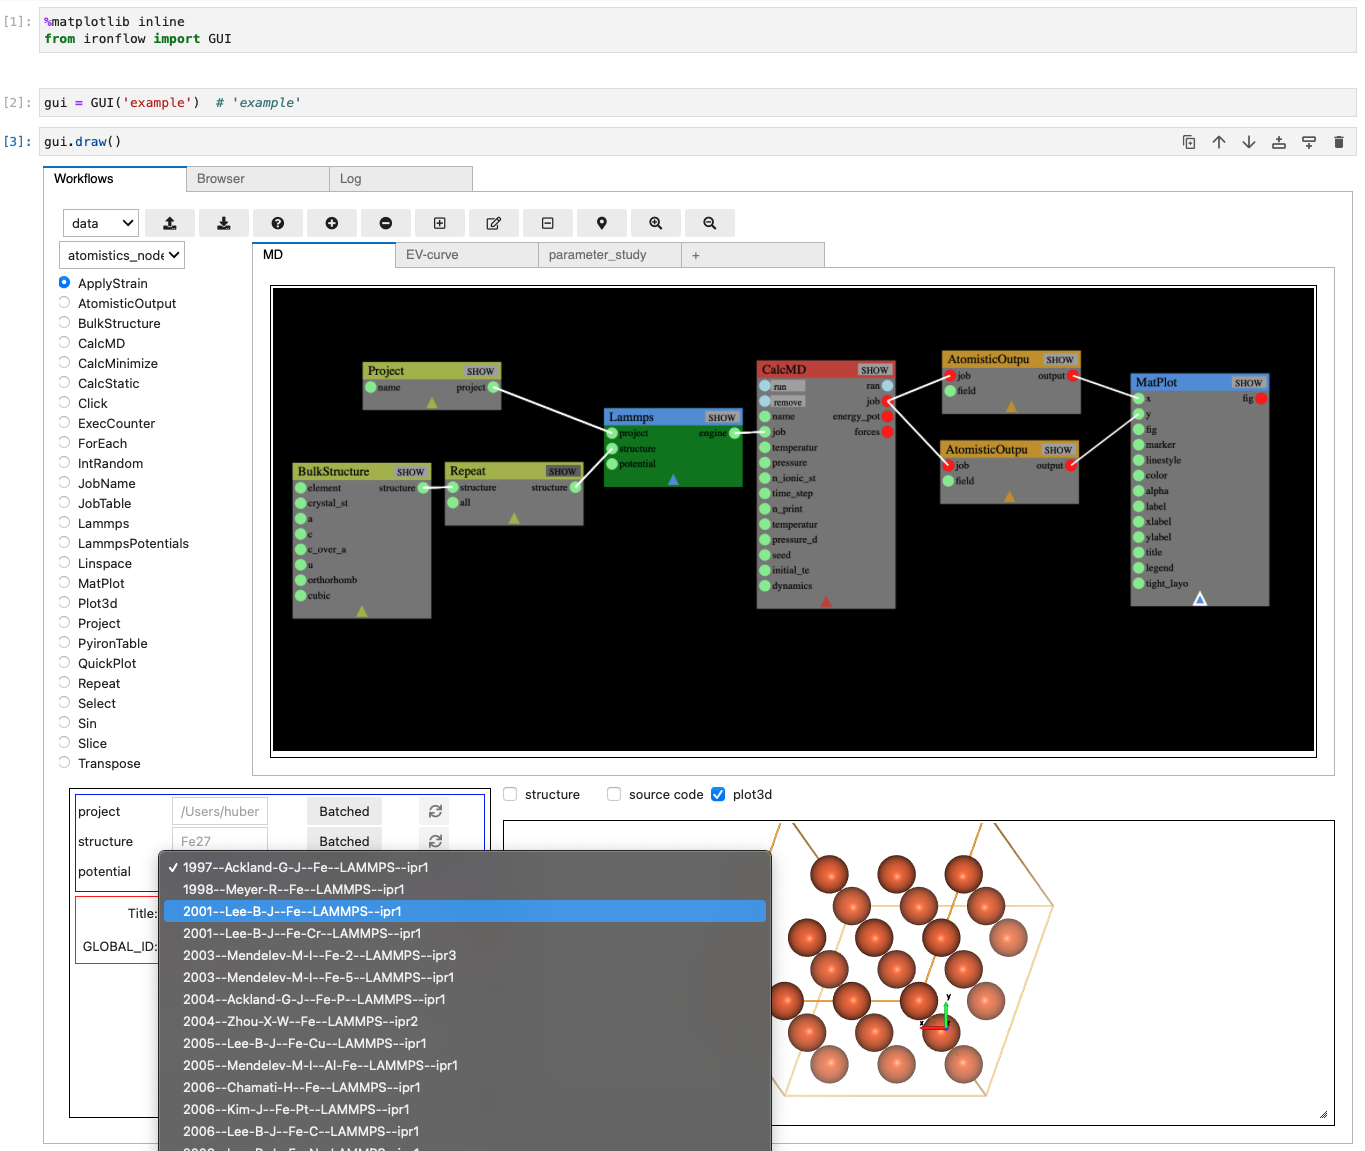 [1]: %matplotlib inline
from ironflow import GUI
[2]: gui = GUI('example')  # 'example'
[3]: gui.draw()
Workflows Browser Log
data
atomistics_node
MD EV-curve parameter_study +
ApplyStrain
AtomisticOutput
BulkStructure
CalcMD
CalcMinimize
CalcStatic
Click
ExecCounter
ForEach
IntRandom
JobName
JobTable
Lammps
LammpsPotentials
Linspace
MatPlot
Plot3d
Project
PyironTable
QuickPlot
Repeat
Select
Sin
Slice
Transpose
Project SHOW
name project
BulkStructure SHOW
element structure
crystal_st
a
c
c_over_a
u
orthorhomb
cubic
Repeat SHOW
structure structure
all
Lammps SHOW
project engine
structure
potential
CalcMD SHOW
run ran
remove job
name energy_pot
job forces
temperatur
pressure
n_ionic_st
time_step
n_print
temperatur
pressure_d
seed
initial_te
dynamics
AtomisticOutpu SHOW
job output
field
AtomisticOutpu SHOW
job output
field
MatPlot SHOW
x fig
y
fig
marker
linestyle
color
alpha
label
xlabel
ylabel
title
legend
tight_layo
project /Users/huber Batched
structure Fe27 Batched
potential
Title:
GLOBAL_ID:
✓ 1997--Ackland-G-J--Fe--LAMMPS--ipr1
1998--Meyer-R--Fe--LAMMPS--ipr1
2001--Lee-B-J--Fe--LAMMPS--ipr1
2001--Lee-B-J--Fe-Cr--LAMMPS--ipr1
2003--Mendelev-M-I--Fe-2--LAMMPS--ipr3
2003--Mendelev-M-I--Fe-5--LAMMPS--ipr1
2004--Ackland-G-J--Fe-P--LAMMPS--ipr1
2004--Zhou-X-W--Fe--LAMMPS--ipr2
2005--Lee-B-J--Fe-Cu--LAMMPS--ipr1
2005--Mendelev-M-I--Al-Fe--LAMMPS--ipr1
2006--Chamati-H--Fe--LAMMPS--ipr1
2006--Kim-J--Fe-Pt--LAMMPS--ipr1
2006--Lee-B-J--Fe-C--LAMMPS--ipr1
structure source code plot3d
y
x